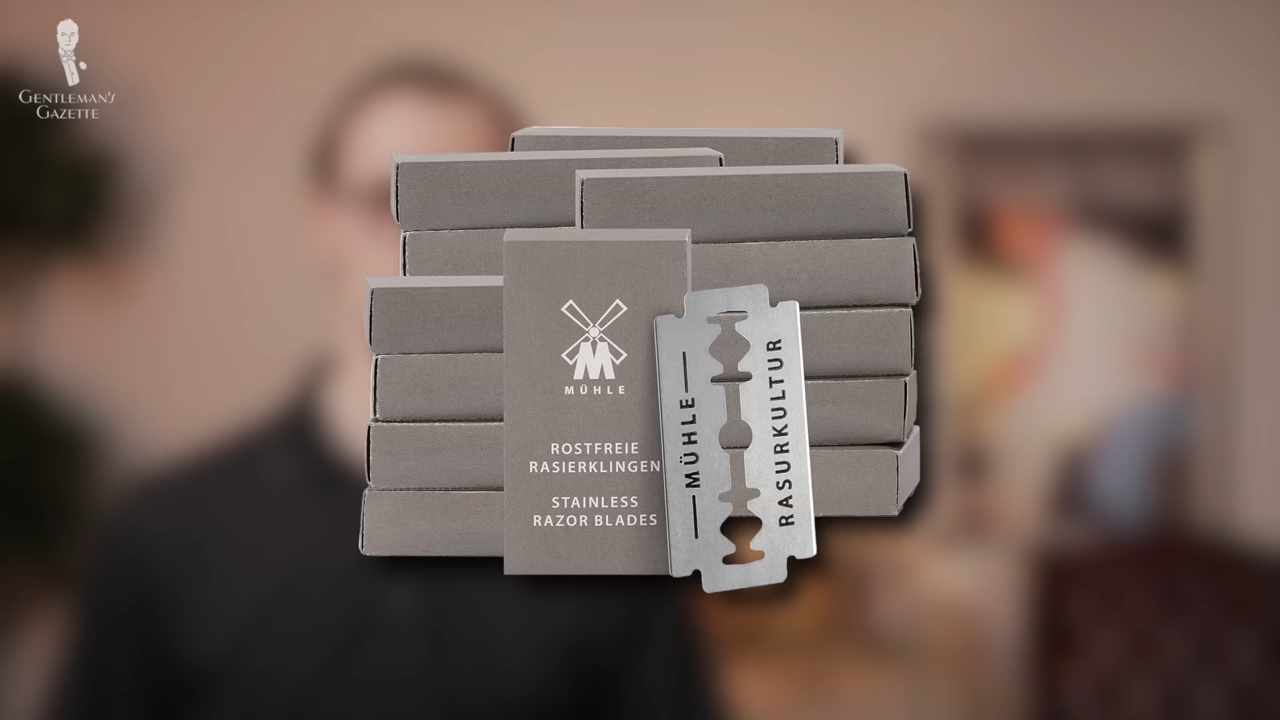 GENTLEMAN'S
GAZETTE
MÜHLE
ROSTFREIE
RASIERKLINGEN
STAINLESS
RAZOR BLADES
MÜHLE
RASURKULTUR